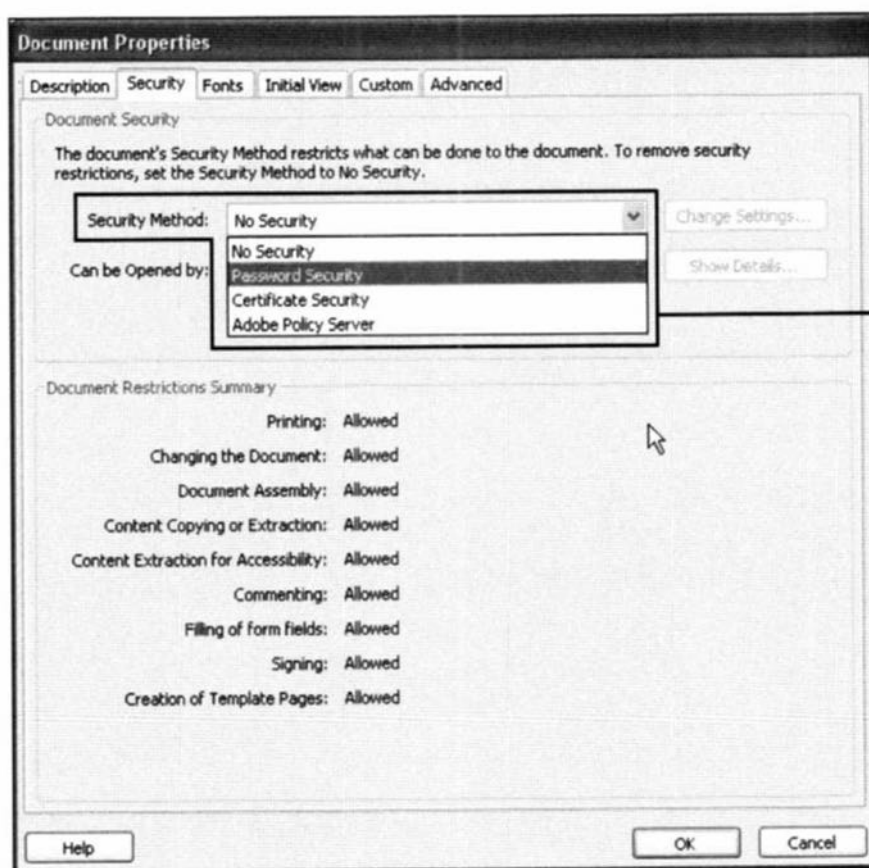 Document Properties
Description Security Fonts Initial View Custom Advanced
Document Security
The document's Security Method restricts what can be done to the document. To remove security
restrictions, set the Security Method to No Security.
Security Method: No Security Change Settings...
No Security
Can be Opened by: Password Security Show Details...
Certificate Security
Adobe Policy Server
Document Restrictions Summary
Printing: Allowed
Changing the Document: Allowed
Document Assembly: Allowed
Content Copying or Extraction: Allowed
Content Extraction for Accessibility: Allowed
Commenting: Allowed
Filling of form fields: Allowed
Signing: Allowed
Creation of Template Pages: Allowed
Help OK Cancel